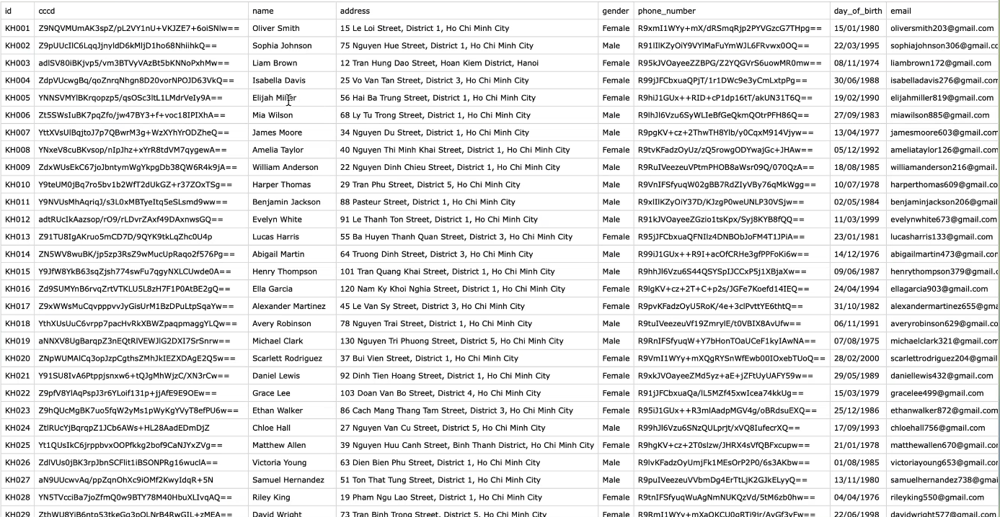 id cccd name address gender phone_number day_of_birth email
KH001 Z9NQVMUmAK3spZ/pL2VY1nU+VKJZE7+6oiSNlw== Oliver Smith 15 Le Loi Street, District 1, Ho Chi Minh City Female R9xmI1WYy+mX/dRSmqRjp2PYVGzcG7THpg== 15/01/1980 oliversmith203@gmail.com
KH002 Z9pUUcIlC6LqqJjnyldD6kMljD1ho68NhiihkQ== Sophia Johnson 75 Nguyen Hue Street, District 1, Ho Chi Minh City Male R91lIlKZyOiY9VYlMaFuYmWJL6FRvwx0OQ== 22/03/1995 sophiajohnson306@gmail.co
KH003 adlSV80iBKjvp5/vm3BTVyVAzBt5bKNNoPxhMw== Liam Brown 12 Tran Hung Dao Street, Hoan Kiem District, Hanoi Female R95kJVOayeeZZBPG/Z2YQGVrS6uowMR0mw== 08/11/1974 liambrown172@gmail.com
KH004 ZdpVUcwgBq/qoZnrqNhgn8D20vorNPOJD63VkQ== Isabella Davis 25 Vo Van Tan Street, District 3, Ho Chi Minh City Female R99jJFCbxuaQPjT/1r1DWc9e3yCmLxtpPg== 30/06/1988 isabelladavis276@gmail.com
KH005 YNNSVMYlBKrqopzp5/qsOSc3ltL1LMdrVeIy9A== Elijah Miller 56 Hai Ba Trung Street, District 1, Ho Chi Minh City Female R9hiJ1GUx++RID+cP1dp16tT/akUN31T6Q== 19/02/1990 elijahmiller819@gmail.com
KH006 Zt5SWsIuBK7pqZfo/jw47BY3+f+voc18IPIXhA== Mia Wilson 68 Ly Tu Trong Street, District 1, Ho Chi Minh City Male R9lhJl6Vzu6SyWLIeBfGeQkmQOtrPFH86Q== 27/09/1983 miawilson885@gmail.com
KH007 YttXVsUlBqjtoJ7p7QBwrM3g+WzXYhYrODZheQ== James Moore 34 Nguyen Du Street, District 1, Ho Chi Minh City Male R9pgKV+cz+2ThwTH8Ylb/y0CqxM914Vjyw== 13/04/1977 jamesmoore603@gmail.com
KH008 YNxeV8cuBKvsop/nIpJhz+xYrR8tdVM7qygewA== Amelia Taylor 40 Nguyen Thi Minh Khai Street, District 1, Ho Chi Minh City Female R9tvKFadzOyUz/zQ5rowgODYwajGc+JHAw== 05/12/1992 ameliataylor126@gmail.com
KH009 ZdxWUsEkC67joJbntymWgYkpgDb38QW6R4k9jA== William Anderson 22 Nguyen Dinh Chieu Street, District 1, Ho Chi Minh City Male R9RuIVeezeuVPtmPHOB8aWsr09Q/070QzA== 18/08/1985 williamanderson216@gmail.
KH010 Y9teUM0jBq7ro5bv1b2WfT2dUkGZ+r37ZOxTSg== Harper Thomas 29 Tran Phu Street, District 5, Ho Chi Minh City Male R9VnIFSfyuqW02gBB7RdZIyVBy76qMkWgg== 10/07/1978 harperthomas609@gmail.com
KH011 Y9NVUsMhAqriqJ/s3L0xMBTyeItq5eSLsmd9ww== Benjamin Jackson 88 Pasteur Street, District 1, Ho Chi Minh City Male R9xlIlKZyOiY37D/KJzgP0weUNLP30VSjw== 02/05/1984 benjaminjackson206@gmail.
KH012 adtRUcIkAazsop/rO9/rLDvrZAxf49DAxnwsGQ== Evelyn White 91 Le Thanh Ton Street, District 1, Ho Chi Minh City Male R91kJVOayeeZGzio1tsKpx/Syj8KYB8fQQ== 11/03/1999 evelynwhite673@gmail.com
KH013 Z91TU8IgAKruo5mCD7D/9QYK9tkLqZhc0U4p Lucas Harris 55 Ba Huyen Thanh Quan Street, District 3, Ho Chi Minh City Female R95jJFCbxuaQFNIlz4DNBObJoFM4T1JPiA== 23/01/1981 lucasharris133@gmail.com
KH014 ZN5WV8wuBK/jp5zp3RsZ9wMucUpRaqo2f576Pg== Abigail Martin 64 Truong Dinh Street, District 3, Ho Chi Minh City Male R99iJ1GUx++R9I+acOfCRHe3gfPPFoKi6w== 14/12/1976 abigailmartin473@gmail.com
KH015 Y9JfW8YkB63sqZjsh774swFu7qgyNXLCUwde0A== Henry Thompson 101 Tran Quang Khai Street, District 1, Ho Chi Minh City Male R9hhJl6Vzu6S44QSYSpIJCCxP5j1XBjaXw== 09/06/1987 henrythompson379@gmail.c
KH016 Zd9SUMYnB6rvqZrtVTKLU5L8zH7F1P0AtBE2gQ== Ella Garcia 120 Nam Ky Khoi Nghia Street, District 1, Ho Chi Minh City Female R9lgKV+cz+2T+C+p2s/JGFe7Koefd14IEQ== 24/04/1994 ellagarcia903@gmail.com
KH017 Z9xWWsMuCqvpppvvJyGisUrM1BzDPuLtpSqaYw== Alexander Martinez 45 Le Van Sy Street, District 3, Ho Chi Minh City Female R9pvKFadzOyU5RoK/4e+3clPvttYE6thtQ== 31/10/1982 alexandermartinez655@gma
KH018 YthXUsUuC6vrpp7pacHvRkXBWZpaqpmaggYLQw== Avery Robinson 78 Nguyen Trai Street, District 1, Ho Chi Minh City Male R9tuIVeezeuVf19ZmrylE/t0VBIX8AvUfw== 06/11/1991 averyrobinson629@gmail.com
KH019 aNNXV8UgBarqpZ3nEQtRlVEWJlG2DXI7SrSnrw== Michael Clark 130 Nguyen Tri Phuong Street, District 5, Ho Chi Minh City Male R9RnIFSfyuqW+Y7bHonTOaUCeF1kyIAwNA== 07/08/1975 michaelclark321@gmail.com
KH020 ZNpWUMAlCq3opJzpCgthsZMhJkIEZXDAgE2Q5w== Scarlett Rodriguez 37 Bui Vien Street, District 1, Ho Chi Minh City Female R9VmI1WYy+mXQgRYSnWfEwb00IOxebTUoQ== 28/02/2000 scarlettrodriguez204@gmail
KH021 Y91SU8IvA6Ptppjsnxw6+tQJgMhWjzC/XN3rCw== Daniel Lewis 92 Dinh Tien Hoang Street, District 1, Ho Chi Minh City Female R9xkJVOayeeZMd5yz+aE+jZFtUyUAFY59w== 29/05/1989 daniellewis432@gmail.com
KH022 Z9pfV8YlAqPspJ3r6YLoif131p+jjAfE9E9OEw== Grace Lee 103 Doan Van Bo Street, District 4, Ho Chi Minh City Female R91jJFCbxuaQa/lL5MZf45xwIcea74kkUg== 15/03/1979 gracelee499@gmail.com
KH023 Z9hQUcMgBK7uo5fqW2yMs1pWyKgYVyT8efPU6w== Ethan Walker 86 Cach Mang Thang Tam Street, District 3, Ho Chi Minh City Female R95iJ1GUx++R3mlAadpMGV4g/oBRdsuEXQ== 25/12/1986 ethanwalker872@gmail.com
KH024 ZtlRUcYjBqrqpZ1JCb6AWs+HL28AadEDmDjZ Chloe Hall 27 Nguyen Van Cu Street, District 5, Ho Chi Minh City Male R99hJl6Vzu6SNzQULprjt/xVQ8IufecrXQ== 17/09/1993 chloehall756@gmail.com
KH025 Yt1QUsIkC6jrppbvxOOPfkkg2bof9CaNJYxZVg== Matthew Allen 39 Nguyen Huu Canh Street, Binh Thanh District, Ho Chi Minh City Female R9hgKV+cz+2T0slzw/JHRX4sVfQBFxcupw== 21/01/1978 matthewallen670@gmail.com
KH026 ZdlVUs0jBK3rpJbnSCFlit1iBSONPRg16wuclA== Victoria Young 63 Dien Bien Phu Street, District 1, Ho Chi Minh City Male R9lvKFadzOyUmjFk1MEsOrP2P0/6s3AKbw== 01/08/1985 victoriayoung653@gmail.com
KH027 aN9UUcwvAq/ppZqnOhXc9iOMf2KwyIdqR+5N Samuel Hernandez 51 Ton That Tung Street, District 1, Ho Chi Minh City Male R9puIVeezeuVVbmDg4ErTtLjK2GJkELyyQ== 13/11/1980 samuelhernandez738@gmai
KH028 YN5TVcciBa7joZfmQ0w9BTY78M40HbuXLIvqAQ== Riley King 19 Pham Ngu Lao Street, District 1, Ho Chi Minh City Female R9tnIFSfyuqWuAgNmNUKQzVd/5tM6zb0hw== 04/04/1976 rileyking550@gmail.com
KH029 ZthWU8YiB6ntp53tkeGq3pOLNrB4RwGIL+zMEA== David Wright 73 Tran Binh Trong Street, District 5, Ho Chi Minh City Female R9RmI1WYy+mXaOKCU0qRTi9jr/AvGf3yFw== 22/06/1998 davidwright577@gmail.com